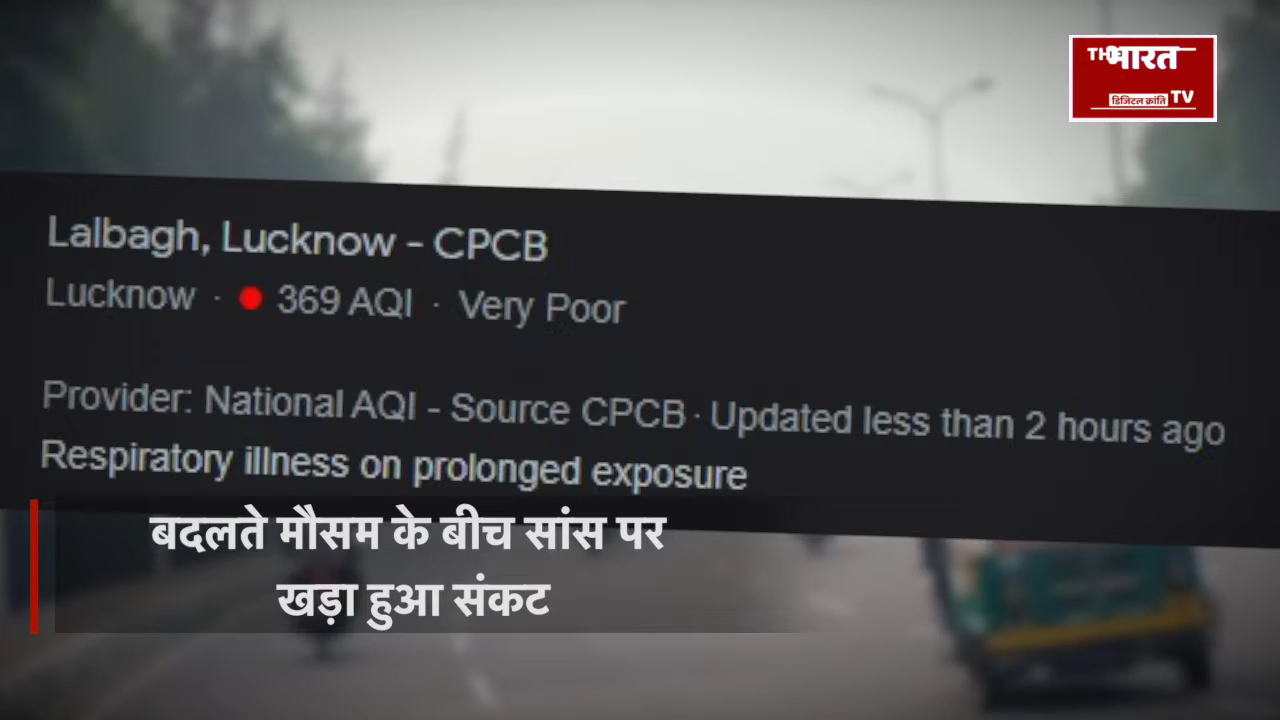 THE भारत
डिजिटल क्रांति TV
Lalbagh, Lucknow - CPCB
Lucknow · 369 AQI · Very Poor
Provider: National AQI - Source CPCB · Updated less than 2 hours ago
Respiratory illness on prolonged exposure
बदलते मौसम के बीच सांस पर
खड़ा हुआ संकट